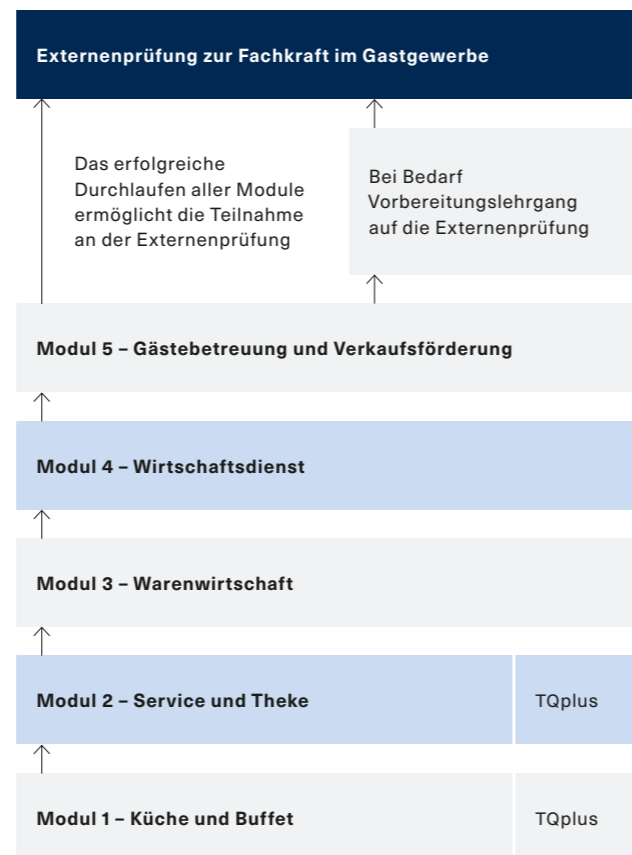 Externenprüfung zur Fachkraft im Gastgewerbe
Das erfolgreiche
Durchlaufen aller Module
ermöglicht die Teilnahme
an der Externenprüfung
Bei Bedarf
Vorbereitungslehrgang
auf die Externenprüfung
Modul 5 – Gästebetreuung und Verkaufsförderung
Modul 4 – Wirtschaftsdienst
Modul 3 – Warenwirtschaft
Modul 2 – Service und Theke
TQplus
Modul 1 – Küche und Buffet
TQplus